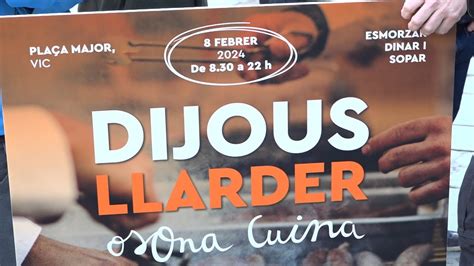 PLAÇA MAJOR,
VIC
8 FEBRER
2024
De 8.30 a 22 h
ESMORZAR
DINAR I
SOPAR
DIJOUS
LLARDER
osona cuina